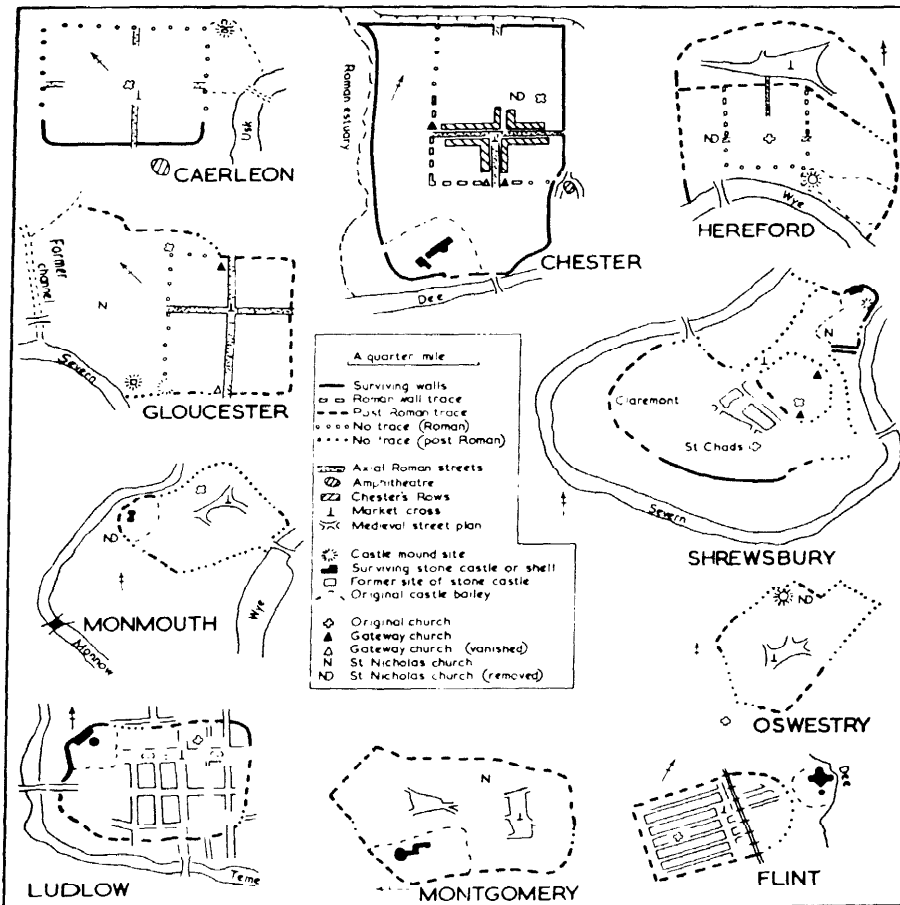 Usk
CAERLEON
Roman estuary
ND
CHESTER
Dee
ND
Wye
HEREFORD
Former channel
N
Severn
GLOUCESTER
A quarter mile
Surviving walls
Roman wall trace
Post Roman trace
No trace (Roman)
No trace (post Roman)
Axial Roman streets
Amphitheatre
Chester's Rows
Market cross
Medieval street plan
Castle mound site
Surviving stone castle or shell
Former site of stone castle
Original castle bailey
Original church
Gateway church
Gateway church (vanished)
N St Nicholas church
ND St Nicholas church (removed)
N
Claremont
St Chads
Severn
SHREWSBURY
ND
MONMOUTH
Monnow
Wye
ND
OSWESTRY
LUDLOW
Teme
N
MONTGOMERY
Dee
FLINT